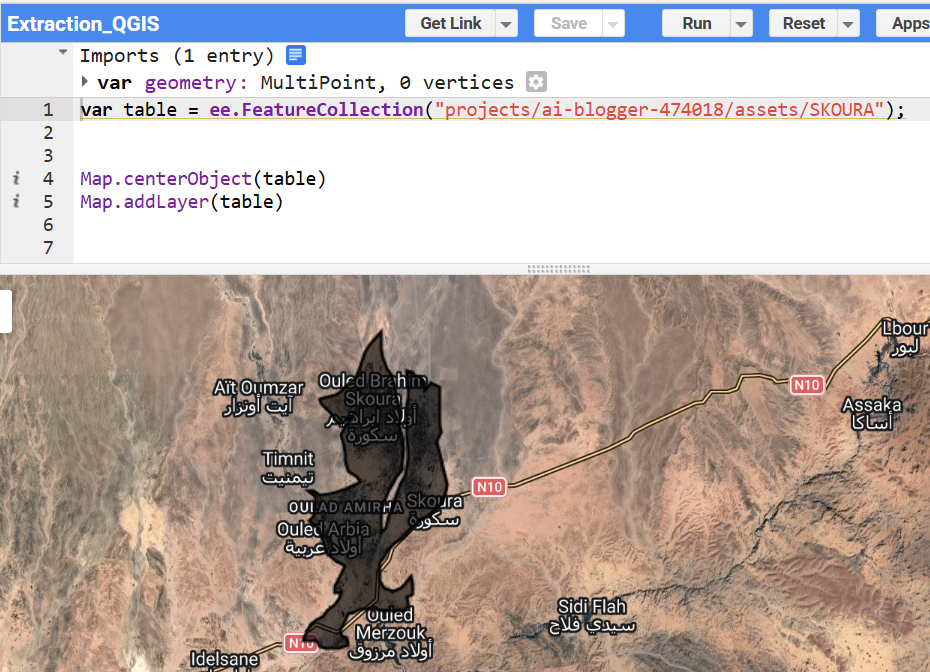 Extraction_QGIS
Get Link
Save
Run
Reset
Apps
Imports (1 entry)
var geometry: MultiPoint, 0 vertices
1 var table = ee.FeatureCollection("projects/ai-blogger-474018/assets/SKOURA");
2
3
i 4 Map.centerObject(table)
i 5 Map.addLayer(table)
6
7
Lbour
لبور
Ouled Brahim
Skoura
أولاد ابراهيم
سكورة
Aït Oumzar
آيت أونزار
N10
Assaka
أساكا
Timnit
تيمنيت
N10
OULAD AMIRHA
Skoura
سكورة
Ouled Arbia
أولاد عربية
Sidi Flah
سيدي فلاح
Ouled
Merzouk
أولاد مرزوق
N10
Idelsane